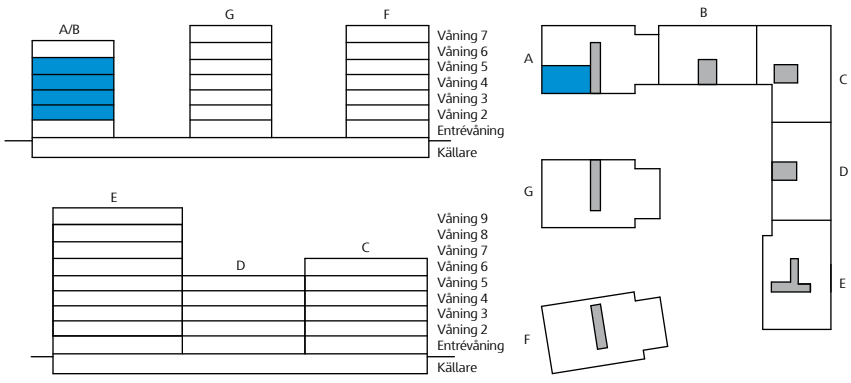 A/B
G
F
Våning 7
Våning 6
Våning 5
Våning 4
Våning 3
Våning 2
Entrévåning
Källare
E
D
C
Våning 9
Våning 8
Våning 7
Våning 6
Våning 5
Våning 4
Våning 3
Våning 2
Entrévåning
Källare
B
A
C
D
G
E
F